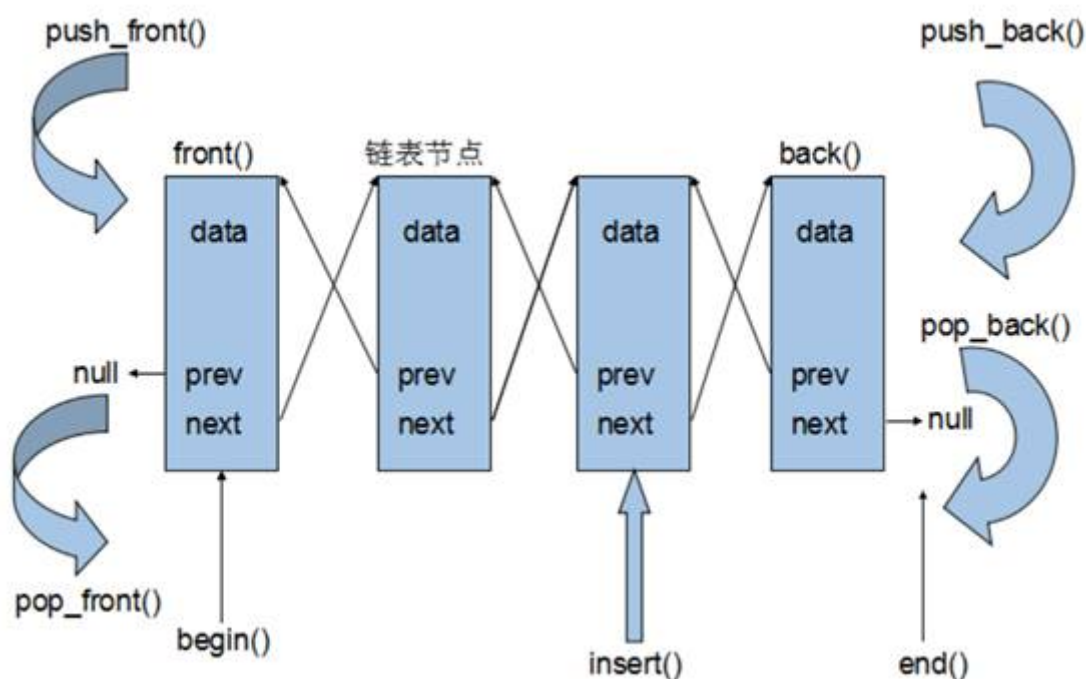 push_front()
push_back()
front()
链表节点
back()
data
data
data
data
pop_back()
null
prev
prev
prev
prev
next
next
next
next
null
pop_front()
begin()
insert()
end()